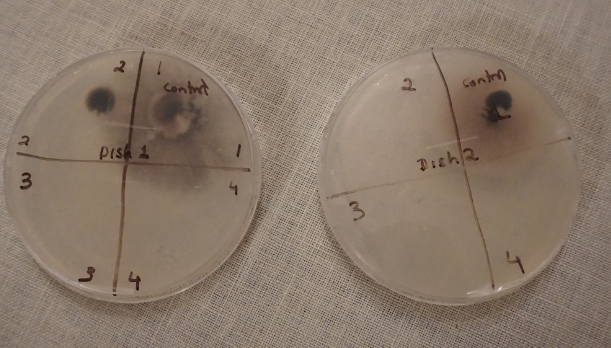 2 1
control
2 Dish 1 1
3 4
3 4
2 control
Dish 2
3
4